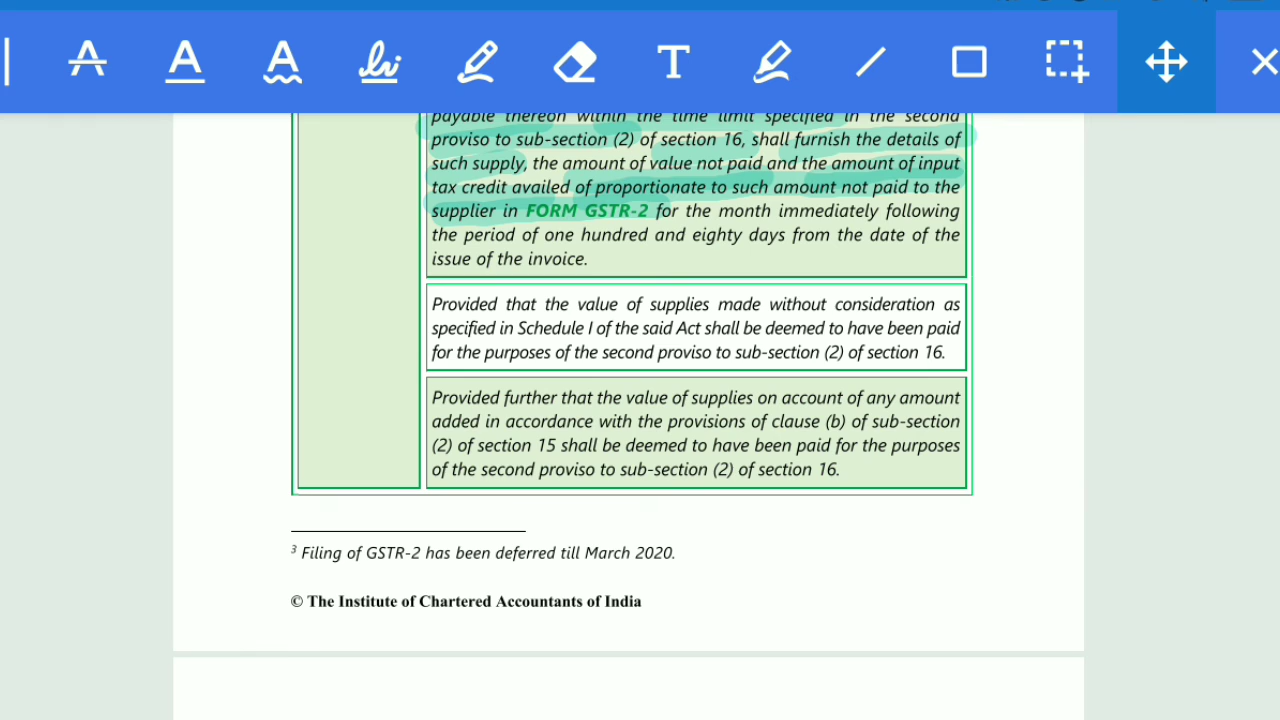 payable thereon within the time limit specified in the second
proviso to sub-section (2) of section 16, shall furnish the details of
such supply, the amount of value not paid and the amount of input
tax credit availed of proportionate to such amount not paid to the
supplier in FORM GSTR-2 for the month immediately following
the period of one hundred and eighty days from the date of the
issue of the invoice.
Provided that the value of supplies made without consideration as
specified in Schedule I of the said Act shall be deemed to have been paid
for the purposes of the second proviso to sub-section (2) of section 16.
Provided further that the value of supplies on account of any amount
added in accordance with the provisions of clause (b) of sub-section
(2) of section 15 shall be deemed to have been paid for the purposes
of the second proviso to sub-section (2) of section 16.
3 Filing of GSTR-2 has been deferred till March 2020.
© The Institute of Chartered Accountants of India